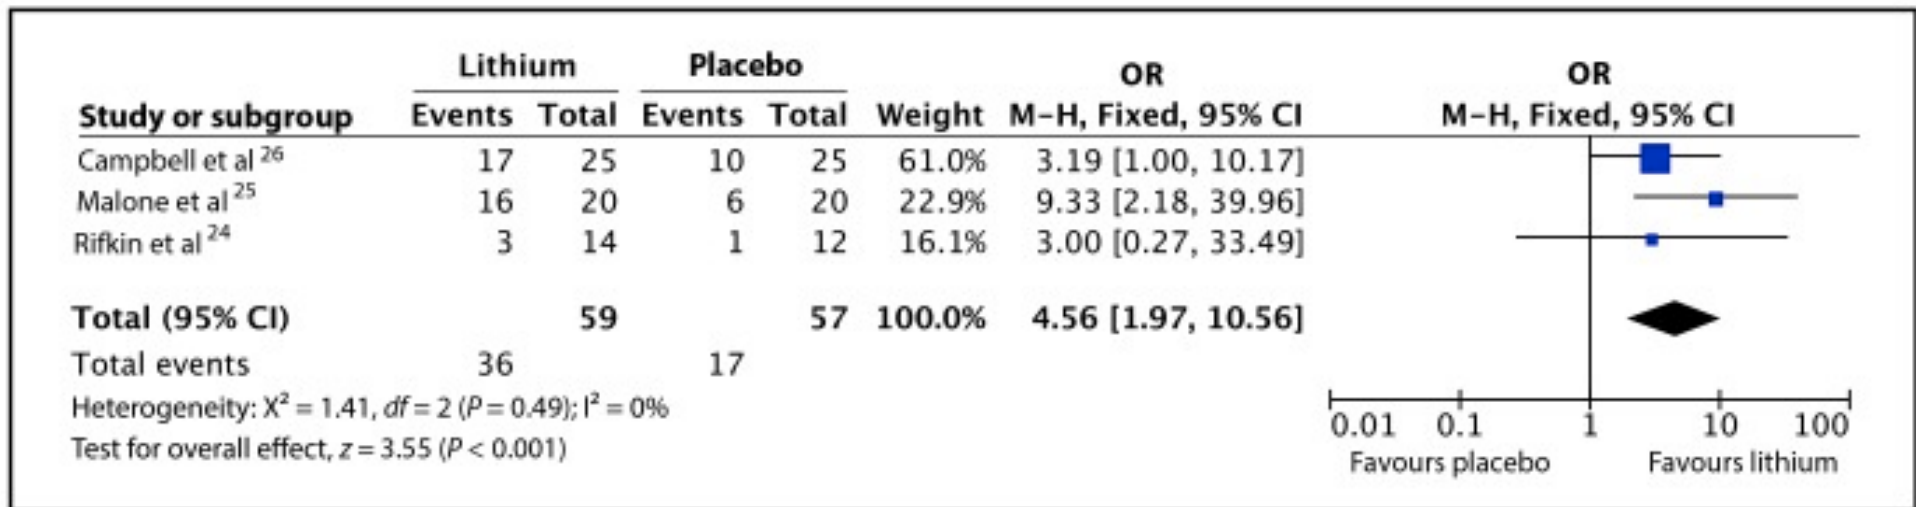 Lithium Placebo OR OR
Study or subgroup Events Total Events Total Weight M-H, Fixed, 95% CI M-H, Fixed, 95% CI
Campbell et al 26 17 25 10 25 61.0% 3.19 [1.00, 10.17]
Malone et al 25 16 20 6 20 22.9% 9.33 [2.18, 39.96]
Rifkin et al 24 3 14 1 12 16.1% 3.00 [0.27, 33.49]
Total (95% CI) 59 57 100.0% 4.56 [1.97, 10.56]
Total events 36 17
Heterogeneity: X² = 1.41, df = 2 (P = 0.49); I² = 0%
Test for overall effect, z = 3.55 (P < 0.001)
0.01 0.1 1 10 100
Favours placebo Favours lithium